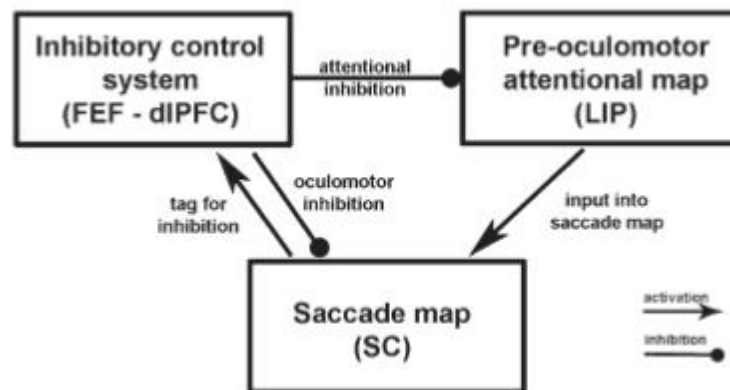 Inhibitory control
system
(FEF - dlPFC)
attentional
inhibition
Pre-oculomotor
attentional map
(LIP)
tag for
inhibition
oculomotor
inhibition
input into
saccade map
Saccade map
(SC)
activation
inhibition